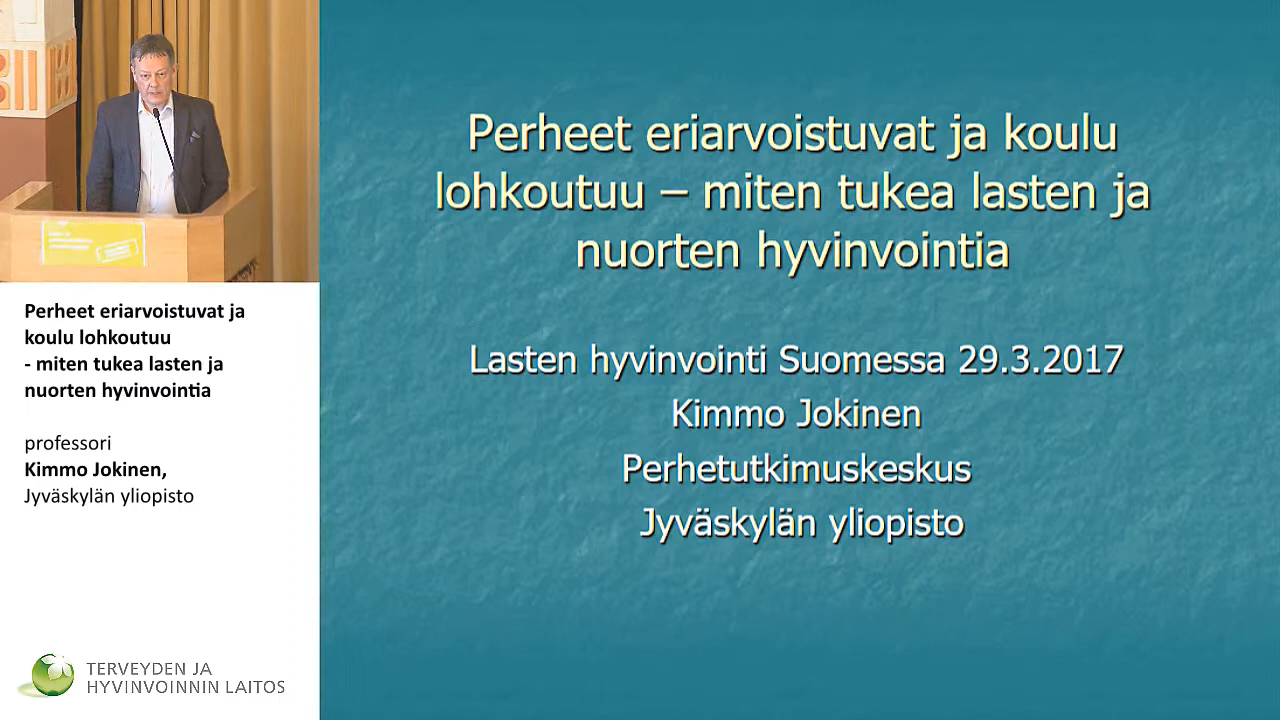 Perheet eriarvoistuvat ja koulu
lohkoutuu – miten tukea lasten ja
nuorten hyvinvointia
Lasten hyvinvointi Suomessa 29.3.2017
Kimmo Jokinen
Perhetutkimuskeskus
Jyväskylän yliopisto
Perheet eriarvoistuvat ja
koulu lohkoutuu
- miten tukea lasten ja
nuorten hyvinvointia
professori
Kimmo Jokinen,
Jyväskylän yliopisto
TERVEYDEN JA
HYVINVOINNIN LAITOS